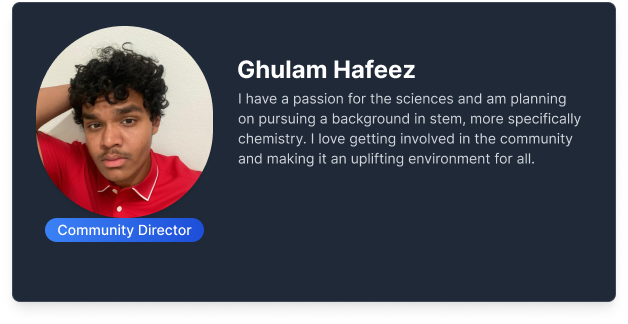 Ghulam Hafeez
I have a passion for the sciences and am planning
on pursuing a background in stem, more specifically
chemistry. I love getting involved in the community
and making it an uplifting environment for all.
Community Director